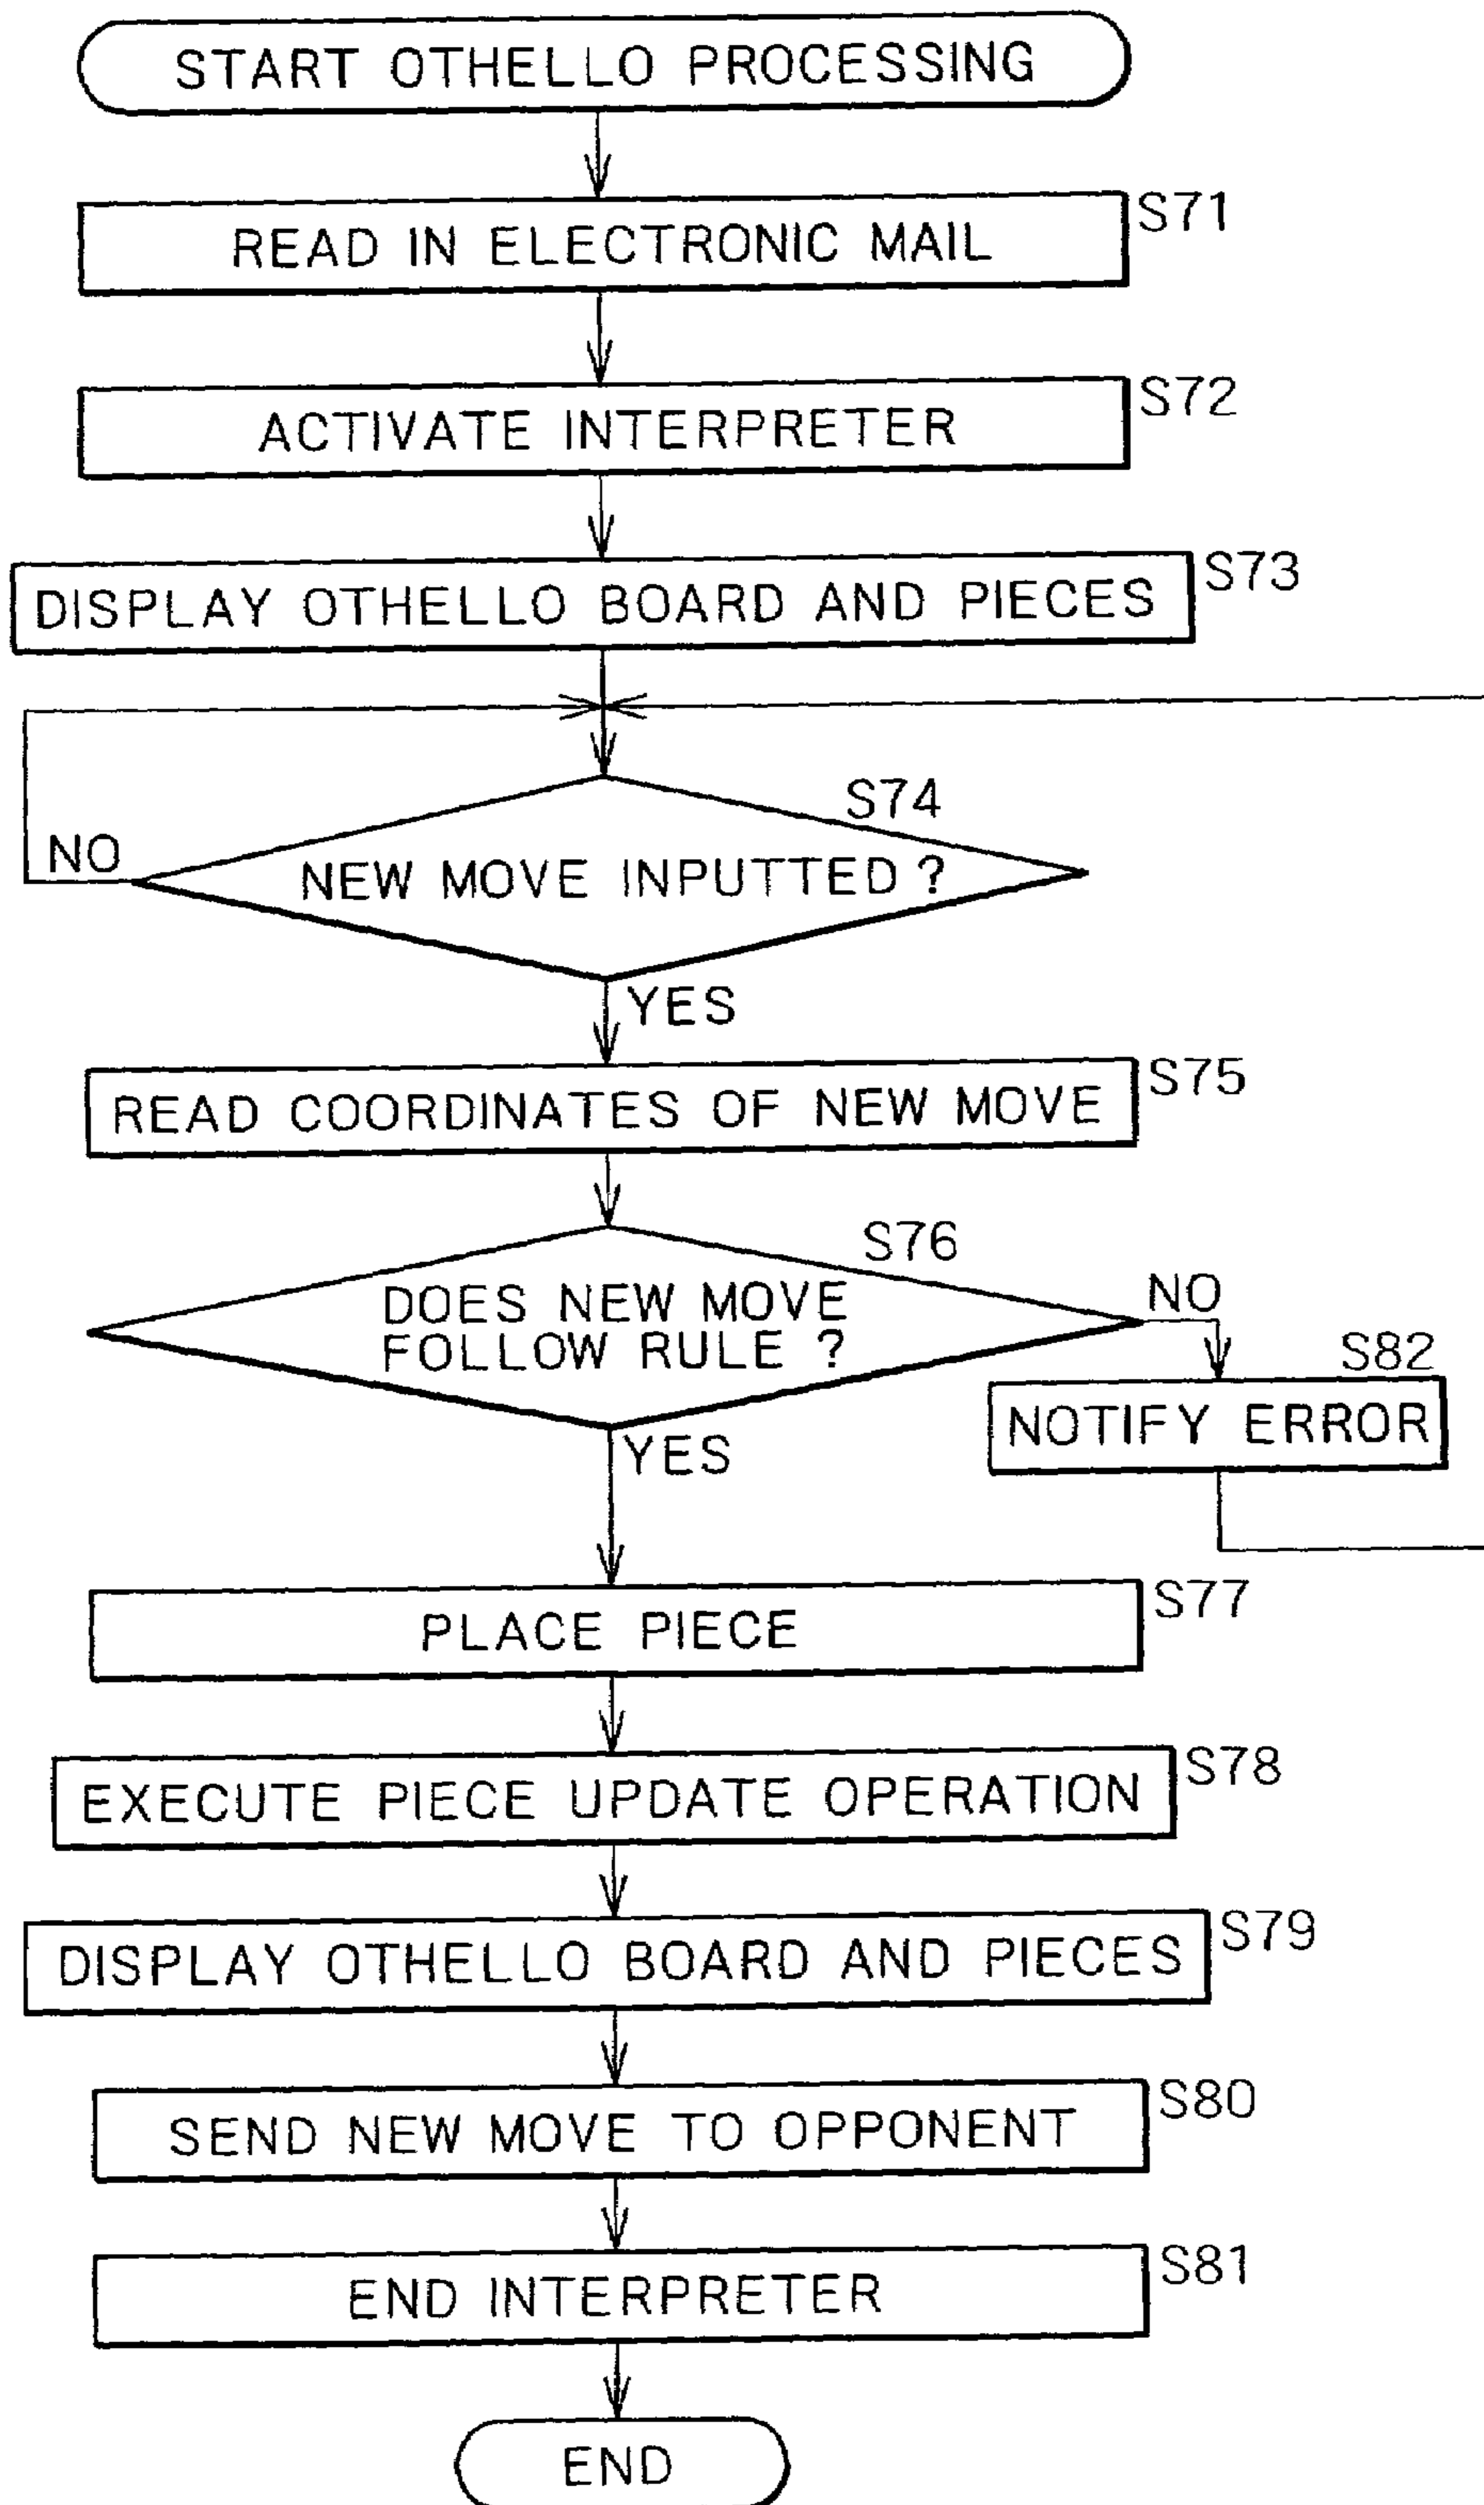 START OTHELLO PROCESSING
S71
READ IN ELECTRONIC MAIL
S72
ACTIVATE INTERPRETER
S73
DISPLAY OTHELLO BOARD AND PIECES
S74
NO
NEW MOVE INPUTTED ?
YES
S75
READ COORDINATES OF NEW MOVE
S76
DOES NEW MOVE
FOLLOW RULE ?
NO
S82
NOTIFY ERROR
YES
S77
PLACE PIECE
S78
EXECUTE PIECE UPDATE OPERATION
S79
DISPLAY OTHELLO BOARD AND PIECES
S80
SEND NEW MOVE TO OPPONENT
S81
END INTERPRETER
END